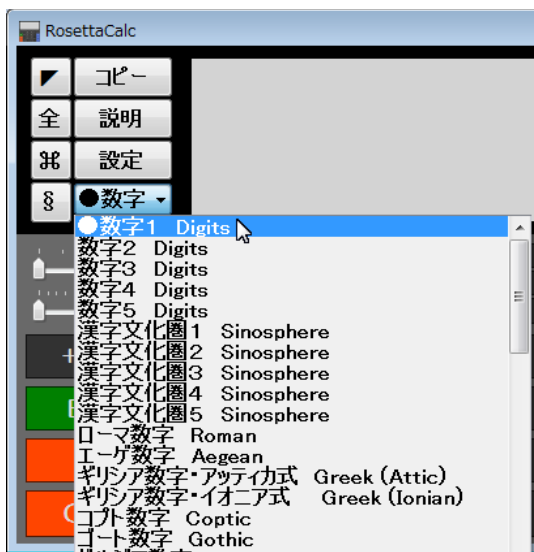 RosettaCalc
◤ コピー
全 説明
⌘ 設定
§ ●数字
●数字1 Digits
数字2 Digits
数字3 Digits
数字4 Digits
数字5 Digits
漢字文化圏1 Sinosphere
漢字文化圏2 Sinosphere
漢字文化圏3 Sinosphere
漢字文化圏4 Sinosphere
漢字文化圏5 Sinosphere
ローマ数字 Roman
エーゲ数字 Aegean
ギリシア数字・アッティカ式 Greek (Attic)
ギリシア数字・イオニア式 Greek (Ionian)
コプト数字 Coptic
ゴート数字 Gothic